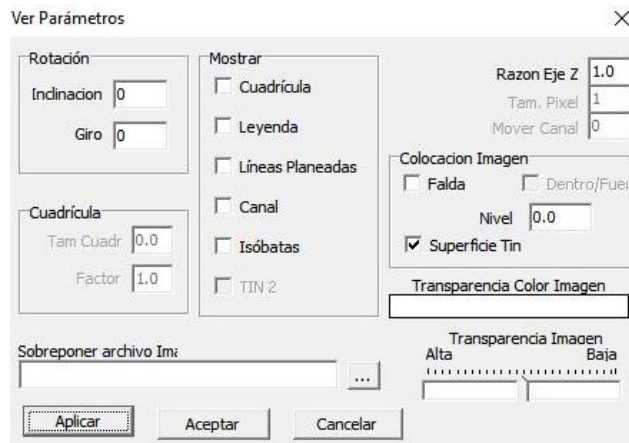 Ver Parámetros
Rotación
Inclinacion 0
Giro 0
Cuadrícula
Tam Cuadr 0.0
Factor 1.0
Mostrar
Cuadrícula
Leyenda
Líneas Planeadas
Canal
Isóbatas
TIN 2
Razon Eje Z 1.0
Tam. Pixel 1
Mover Canal 0
Colocacion Imagen
Falda Dentro/Fuer
Nivel 0.0
Superficie Tin
Transparencia Color Imagen
Sobreponer archivo Ima
...
Transparencia Imagen
Alta Baja
Aplicar Aceptar Cancelar